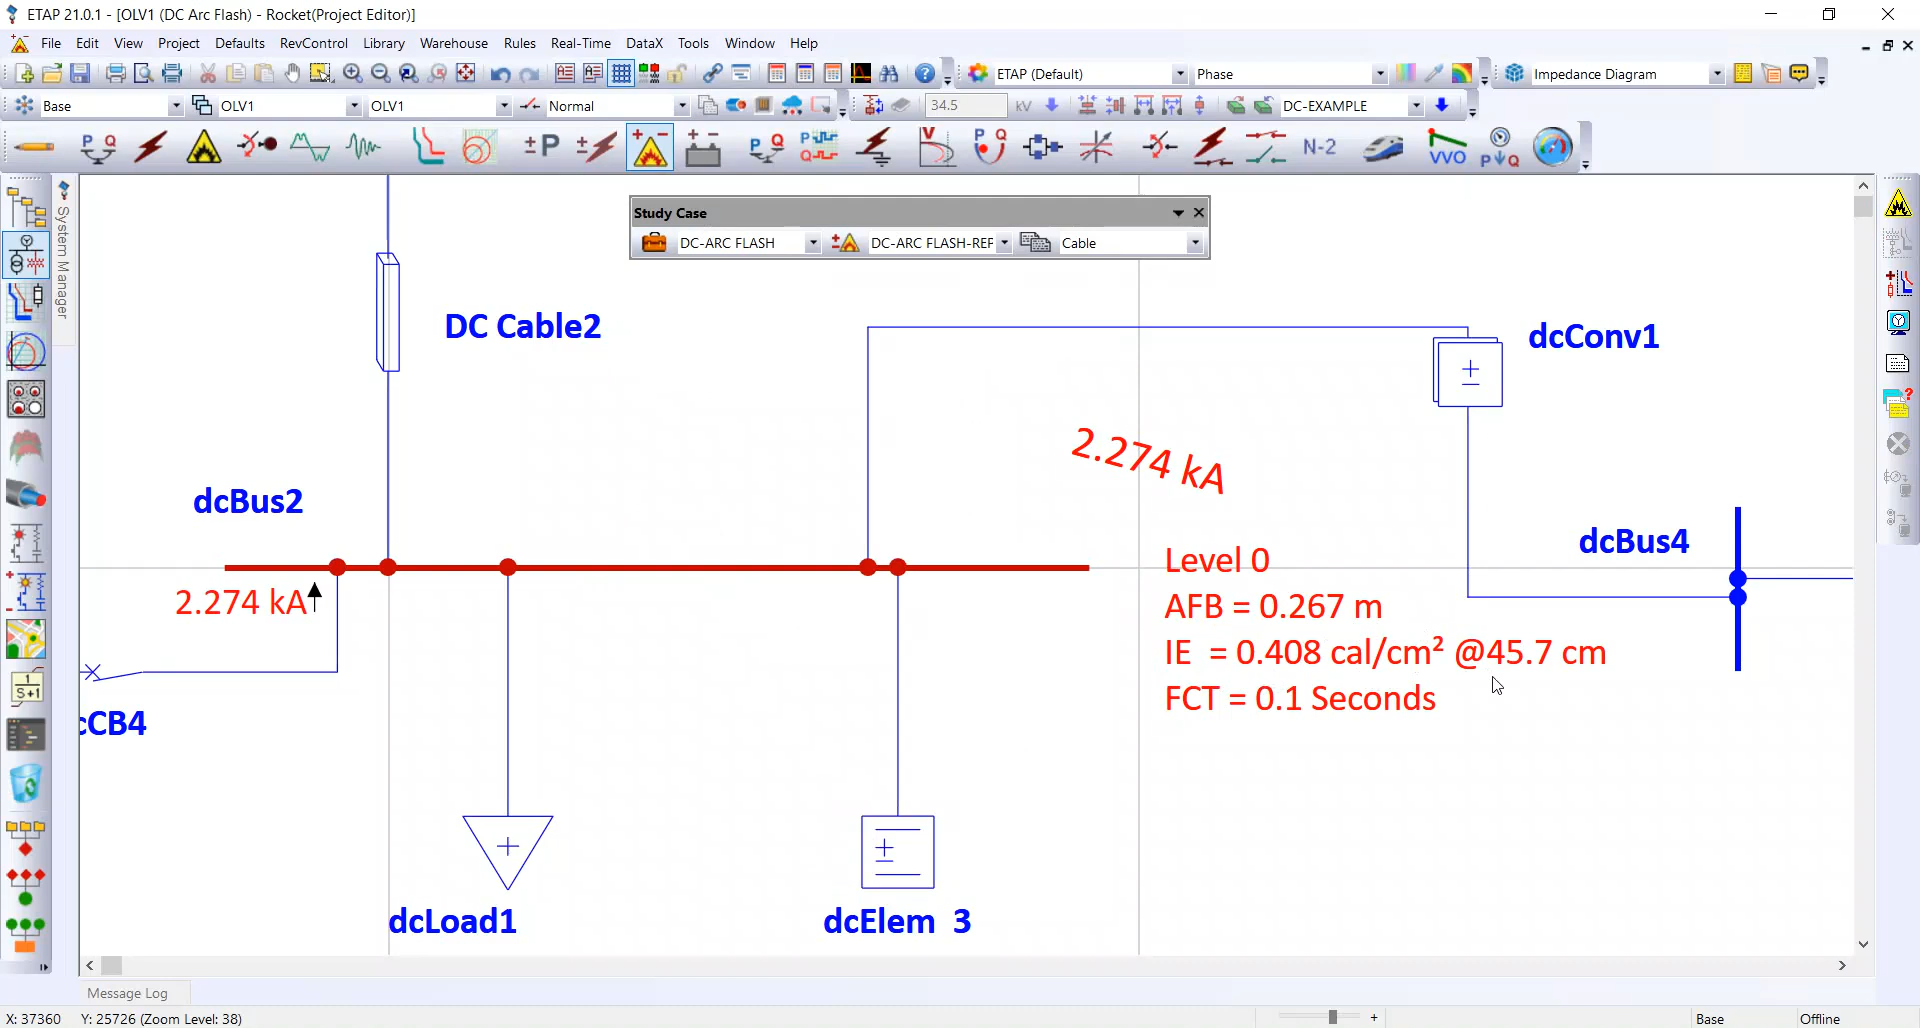 ETAP 21.0.1 - [OLV1 (DC Arc Flash) - Rocket(Project Editor)]
File Edit View Project Defaults RevControl Library Warehouse Rules Real-Time DataX Tools Window Help
ETAP (Default) Phase Impedance Diagram
Base OLV1 OLV1 Normal 34.5 kV DC-EXAMPLE
P Q ±P P Q P Q V P Q N-2 VVO P Q
System Manager
Study Case
DC-ARC FLASH DC-ARC FLASH-REF Cable
DC Cable2
dcConv1
2.274 kA
dcBus2
dcBus4
Level 0
2.274 kA
AFB = 0.267 m
IE = 0.408 cal/cm² @45.7 cm
FCT = 0.1 Seconds
cCB4
1
S+1
dcLoad1
dcElem 3
Message Log
X: 37360 Y: 25726 (Zoom Level: 38)
Base Offline